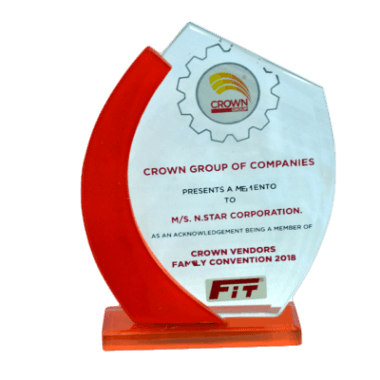 CROWN
CROWN GROUP OF COMPANIES
PRESENTS A MEMENTO
TO
M/S. N.STAR CORPORATION.
AS AN ACKNOWLEDGEMENT BEING A MEMBER OF
CROWN VENDORS
FAMILY CONVENTION 2018
FiT